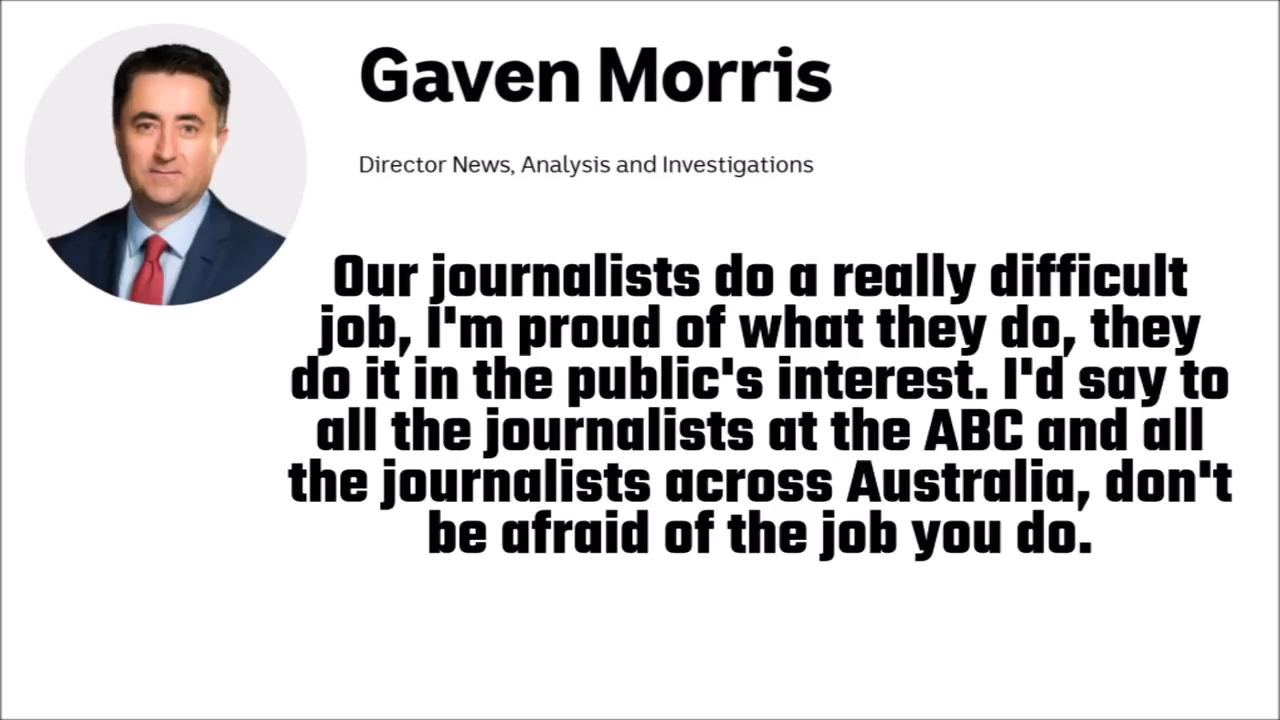 Gaven Morris
Director News, Analysis and Investigations
Our journalists do a really difficult
job, I'm proud of what they do, they
do it in the public's interest. I'd say to
all the journalists at the ABC and all
the journalists across Australia, don't
be afraid of the job you do.